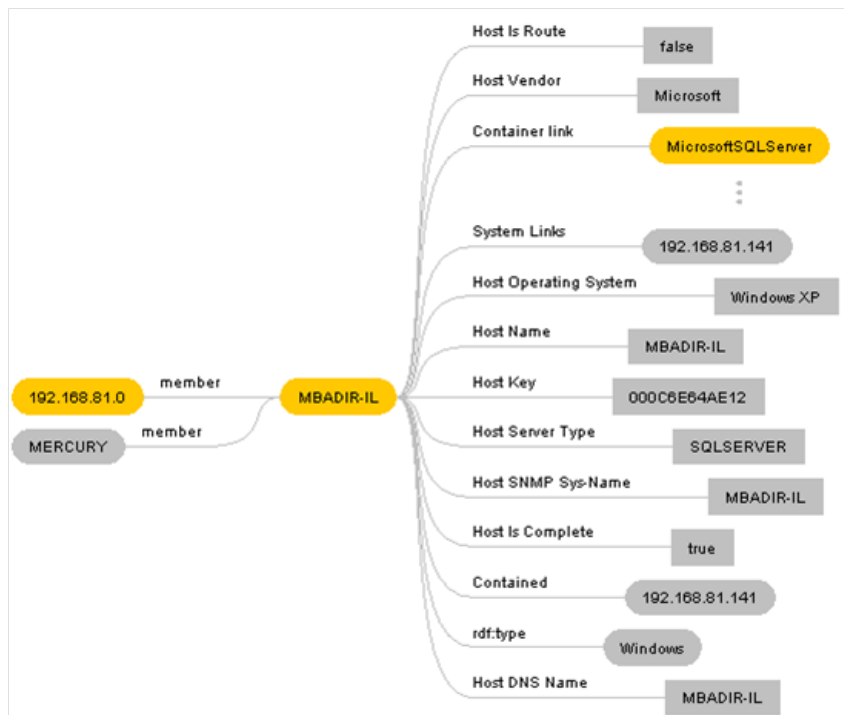 Host Is Route
false
Host Vendor
Microsoft
Container link
MicrosoftSQLServer
System Links
192.168.81.141
Host Operating System
Windows XP
Host Name
MBADIR-IL
192.168.81.0
member
MBADIR-IL
Host Key
000C6E64AE12
MERCURY
member
Host Server Type
SQLSERVER
Host SNMP Sys-Name
MBADIR-IL
Host Is Complete
true
Contained
192.168.81.141
rdf:type
Windows
Host DNS Name
MBADIR-IL